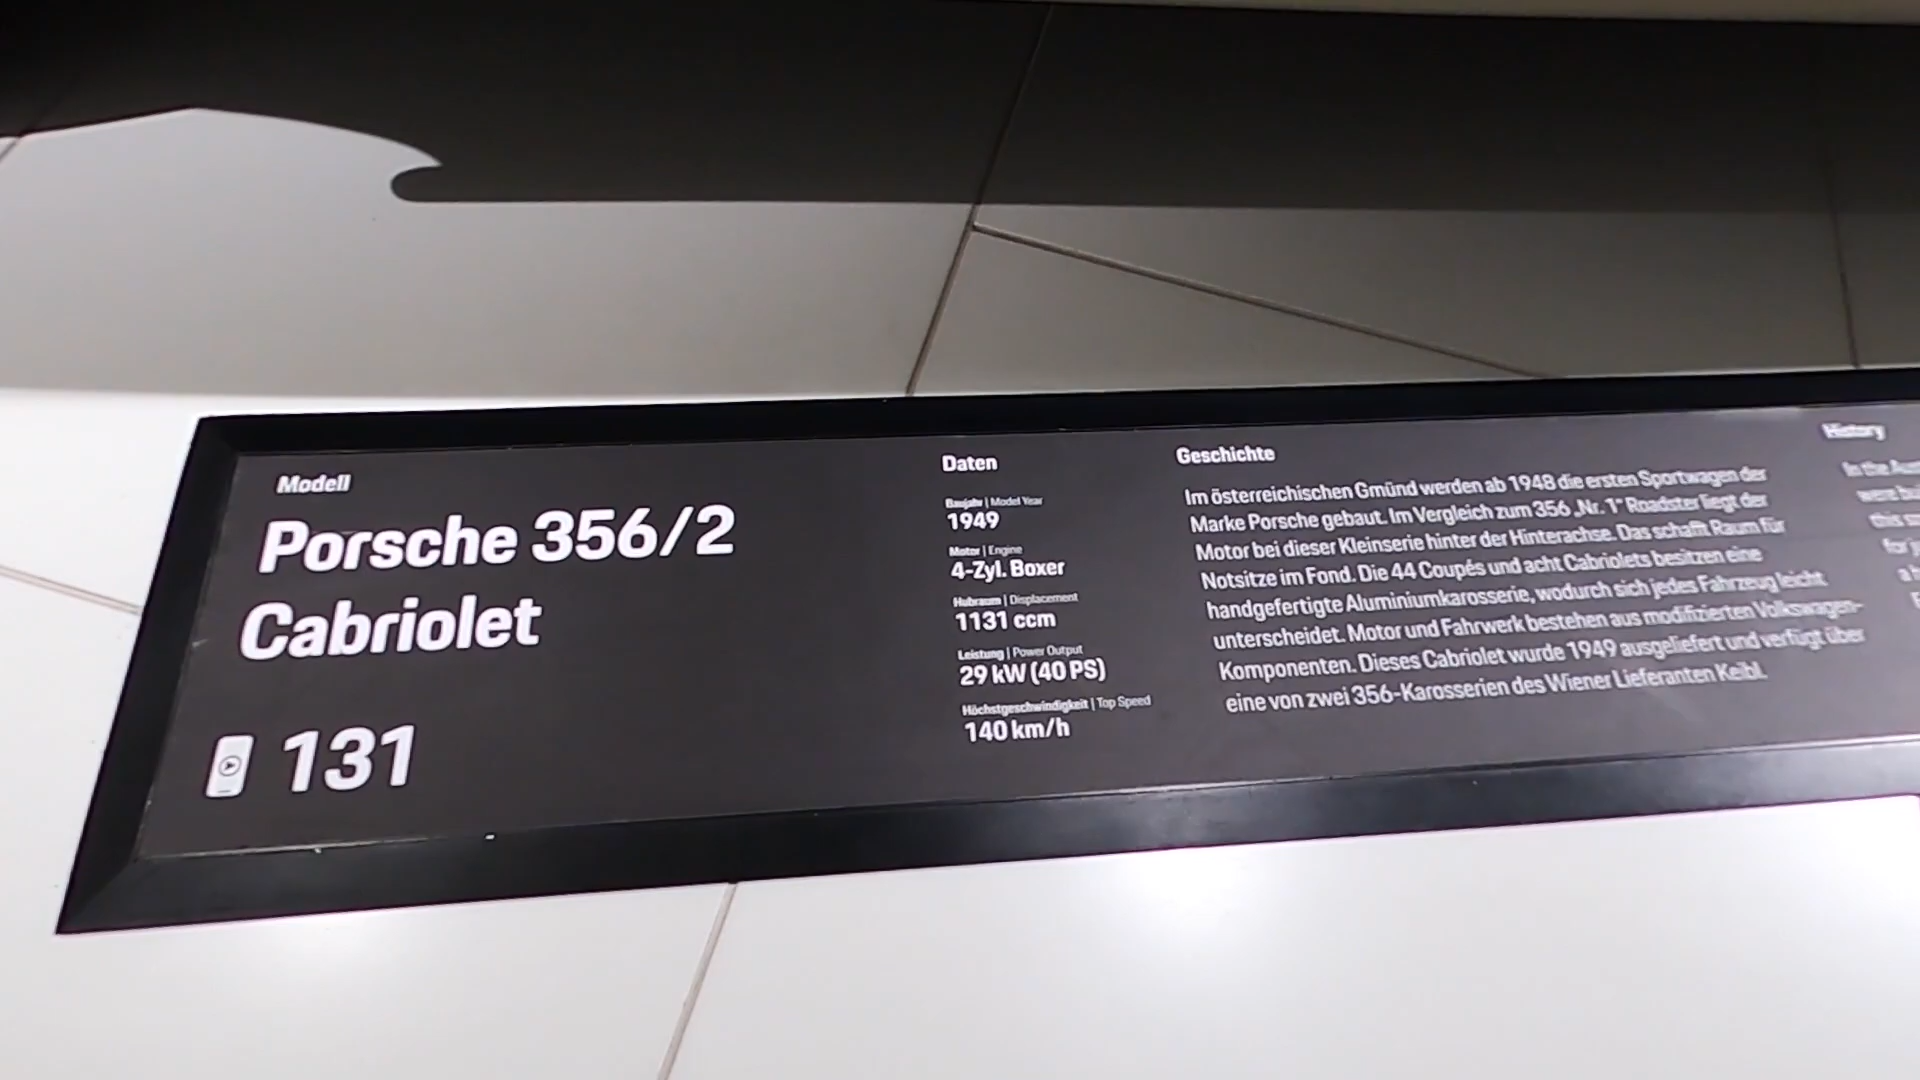 Modell
Porsche 356/2
Cabriolet
131
Daten
Baujahr | Model Year
1949
Motor | Engine
4-Zyl. Boxer
Hubraum | Displacement
1131 ccm
Leistung | Power Output
29 kW (40 PS)
Höchstgeschwindigkeit | Top Speed
140 km/h
Geschichte
Im österreichischen Gmünd werden ab 1948 die ersten Sportwagen der
Marke Porsche gebaut. Im Vergleich zum 356 „Nr. 1“ Roadster liegt der
Motor bei dieser Kleinserie hinter der Hinterachse. Das schafft Raum für
Notsitze im Fond. Die 44 Coupés und acht Cabriolets besitzen eine
handgefertigte Aluminiumkarosserie, wodurch sich jedes Fahrzeug leicht
unterscheidet. Motor und Fahrwerk bestehen aus modifizierten Volkswagen-
Komponenten. Dieses Cabriolet wurde 1949 ausgeliefert und verfügt über
eine von zwei 356-Karosserien des Wiener Lieferanten Keibl.
History
In the
were
this
for
a